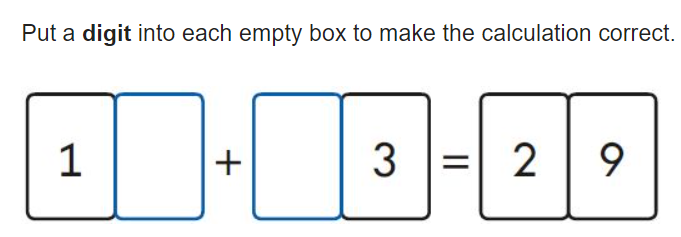 Put a digit into each empty box to make the calculation correct.
1 + 3 = 2 9